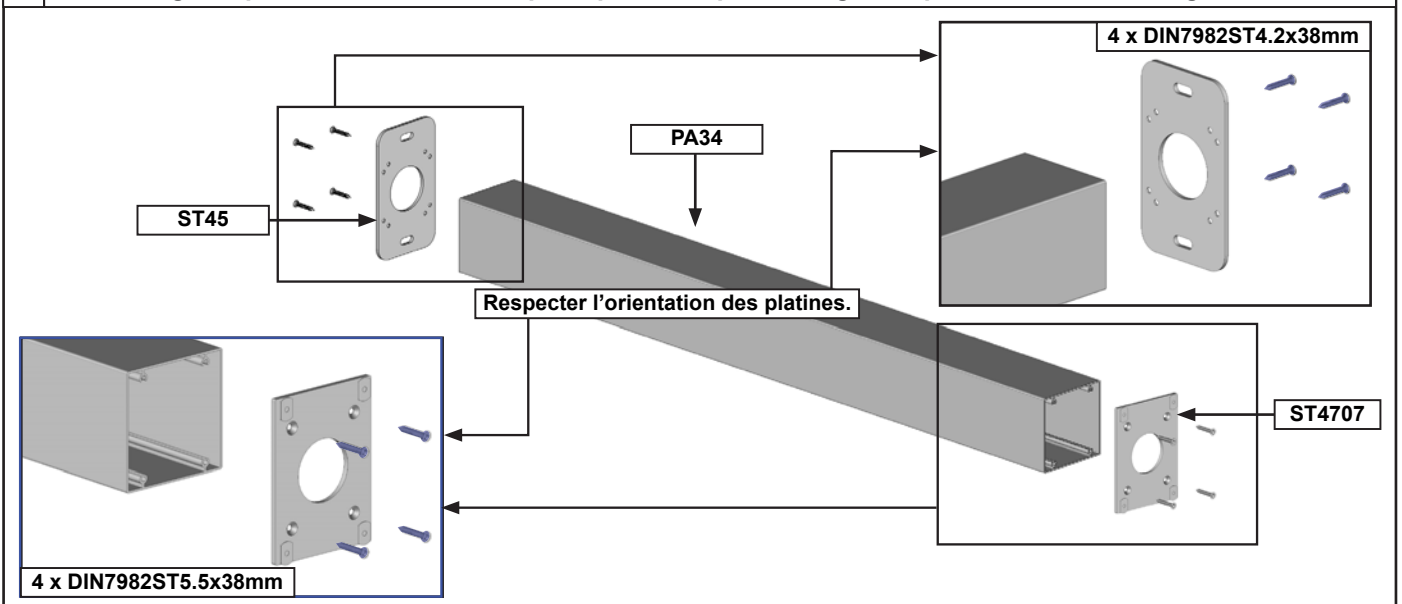 4 x DIN7982ST4.2x38mm
PA34
ST45
Respecter l’orientation des platines.
ST4707
4 x DIN7982ST5.5x38mm